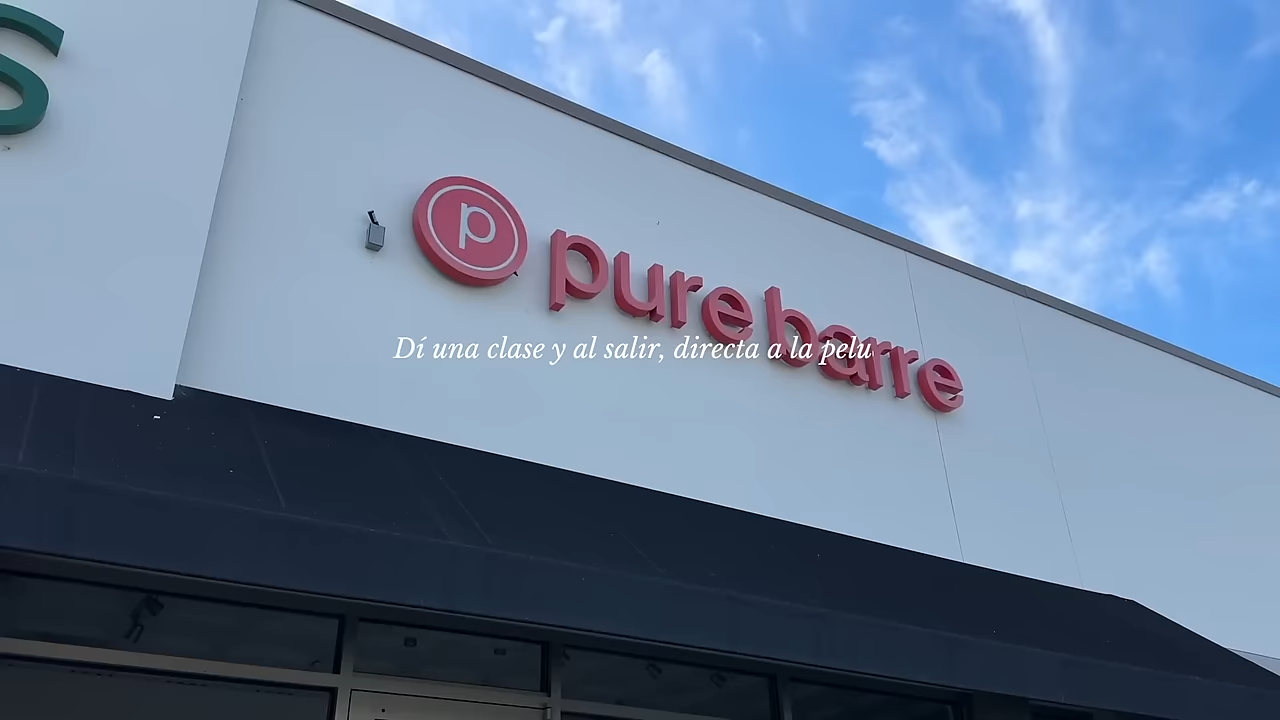 S
p pure barre
Dí una clase y al salir, directa a la pelu